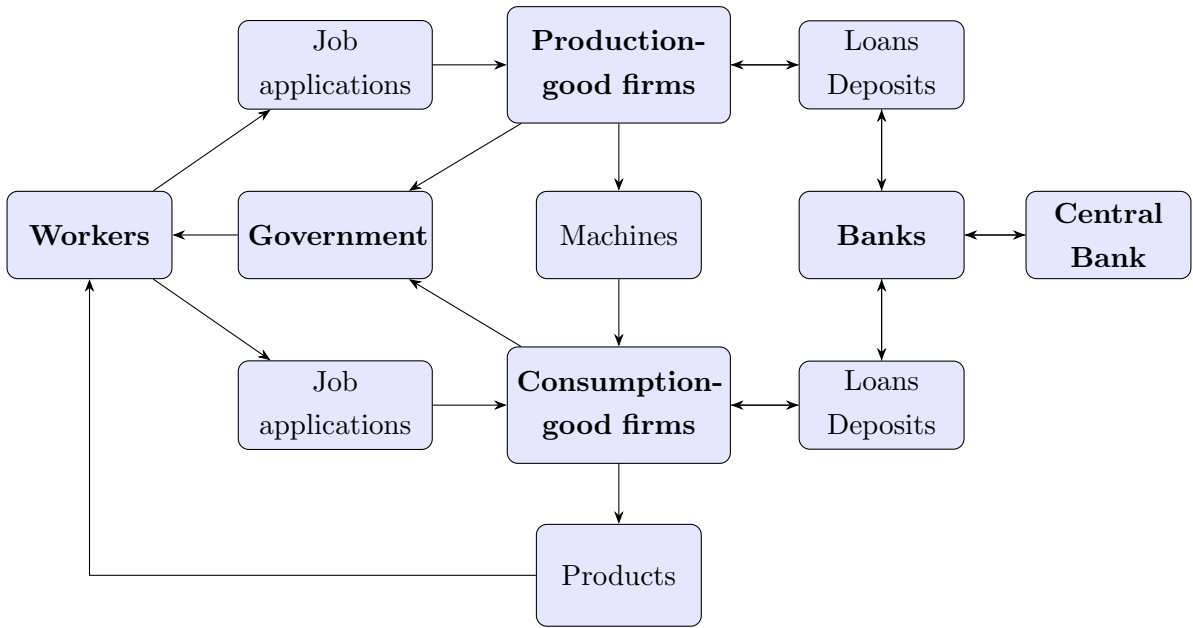 Job
applications
Production-
good firms
Loans
Deposits
Workers
Government
Machines
Banks
Central
Bank
Job
applications
Consumption-
good firms
Loans
Deposits
Products